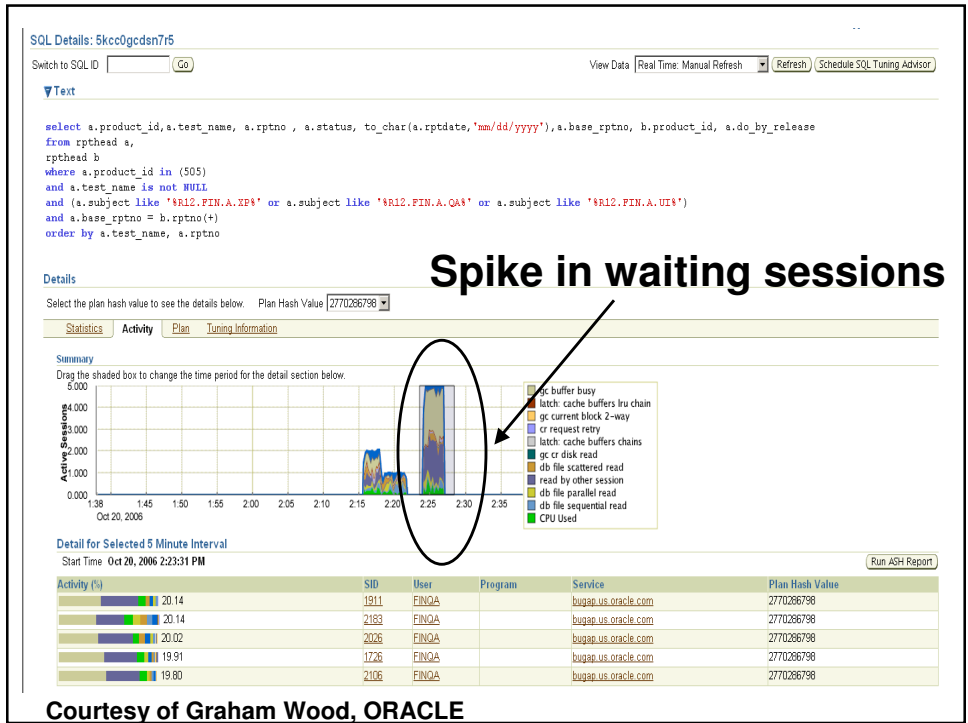 SQL Details: 5kcc0gcdsn7r5
Switch to SQL ID Go View Data Real Time: Manual Refresh Refresh Schedule SQL Tuning Advisor
Text
select a.product_id,a.test_name, a.rptno , a.status, to_char(a.rptdate,'mm/dd/yyyy'),a.base_rptno, b.product_id, a.do_by_release
from rpthead a,
rpthead b
where a.product_id in (505)
and a.test_name is not NULL
and (a.subject like '%R12.FIN.A.XP%' or a.subject like '%R12.FIN.A.QA%' or a.subject like '%R12.FIN.A.UI%')
and a.base_rptno = b.rptno(+)
order by a.test_name, a.rptno
Spike in waiting sessions
Details
Select the plan hash value to see the details below. Plan Hash Value 2770286798
Statistics Activity Plan Tuning Information
Summary
Drag the shaded box to change the time period for the detail section below.
Active Sessions
5.000
4.000
3.000
2.000
1.000
0.000
1:38 1:45 1:50 1:55 2:00 2:05 2:10 2:15 2:20 2:25 2:30 2:35
Oct 20, 2006
gc buffer busy
latch: cache buffers lru chain
gc current block 2-way
cr request retry
latch: cache buffers chains
gc cr disk read
db file scattered read
read by other session
db file parallel read
db file sequential read
CPU Used
Detail for Selected 5 Minute Interval
Start Time Oct 20, 2006 2:23:31 PM Run ASH Report
Activity (%) SID User Program Service Plan Hash Value
20.14 1911 FINQA bugap.us.oracle.com 2770286798
20.14 2183 FINQA bugap.us.oracle.com 2770286798
20.02 2026 FINQA bugap.us.oracle.com 2770286798
19.91 1726 FINQA bugap.us.oracle.com 2770286798
19.80 2106 FINQA bugap.us.oracle.com 2770286798
Courtesy of Graham Wood, ORACLE